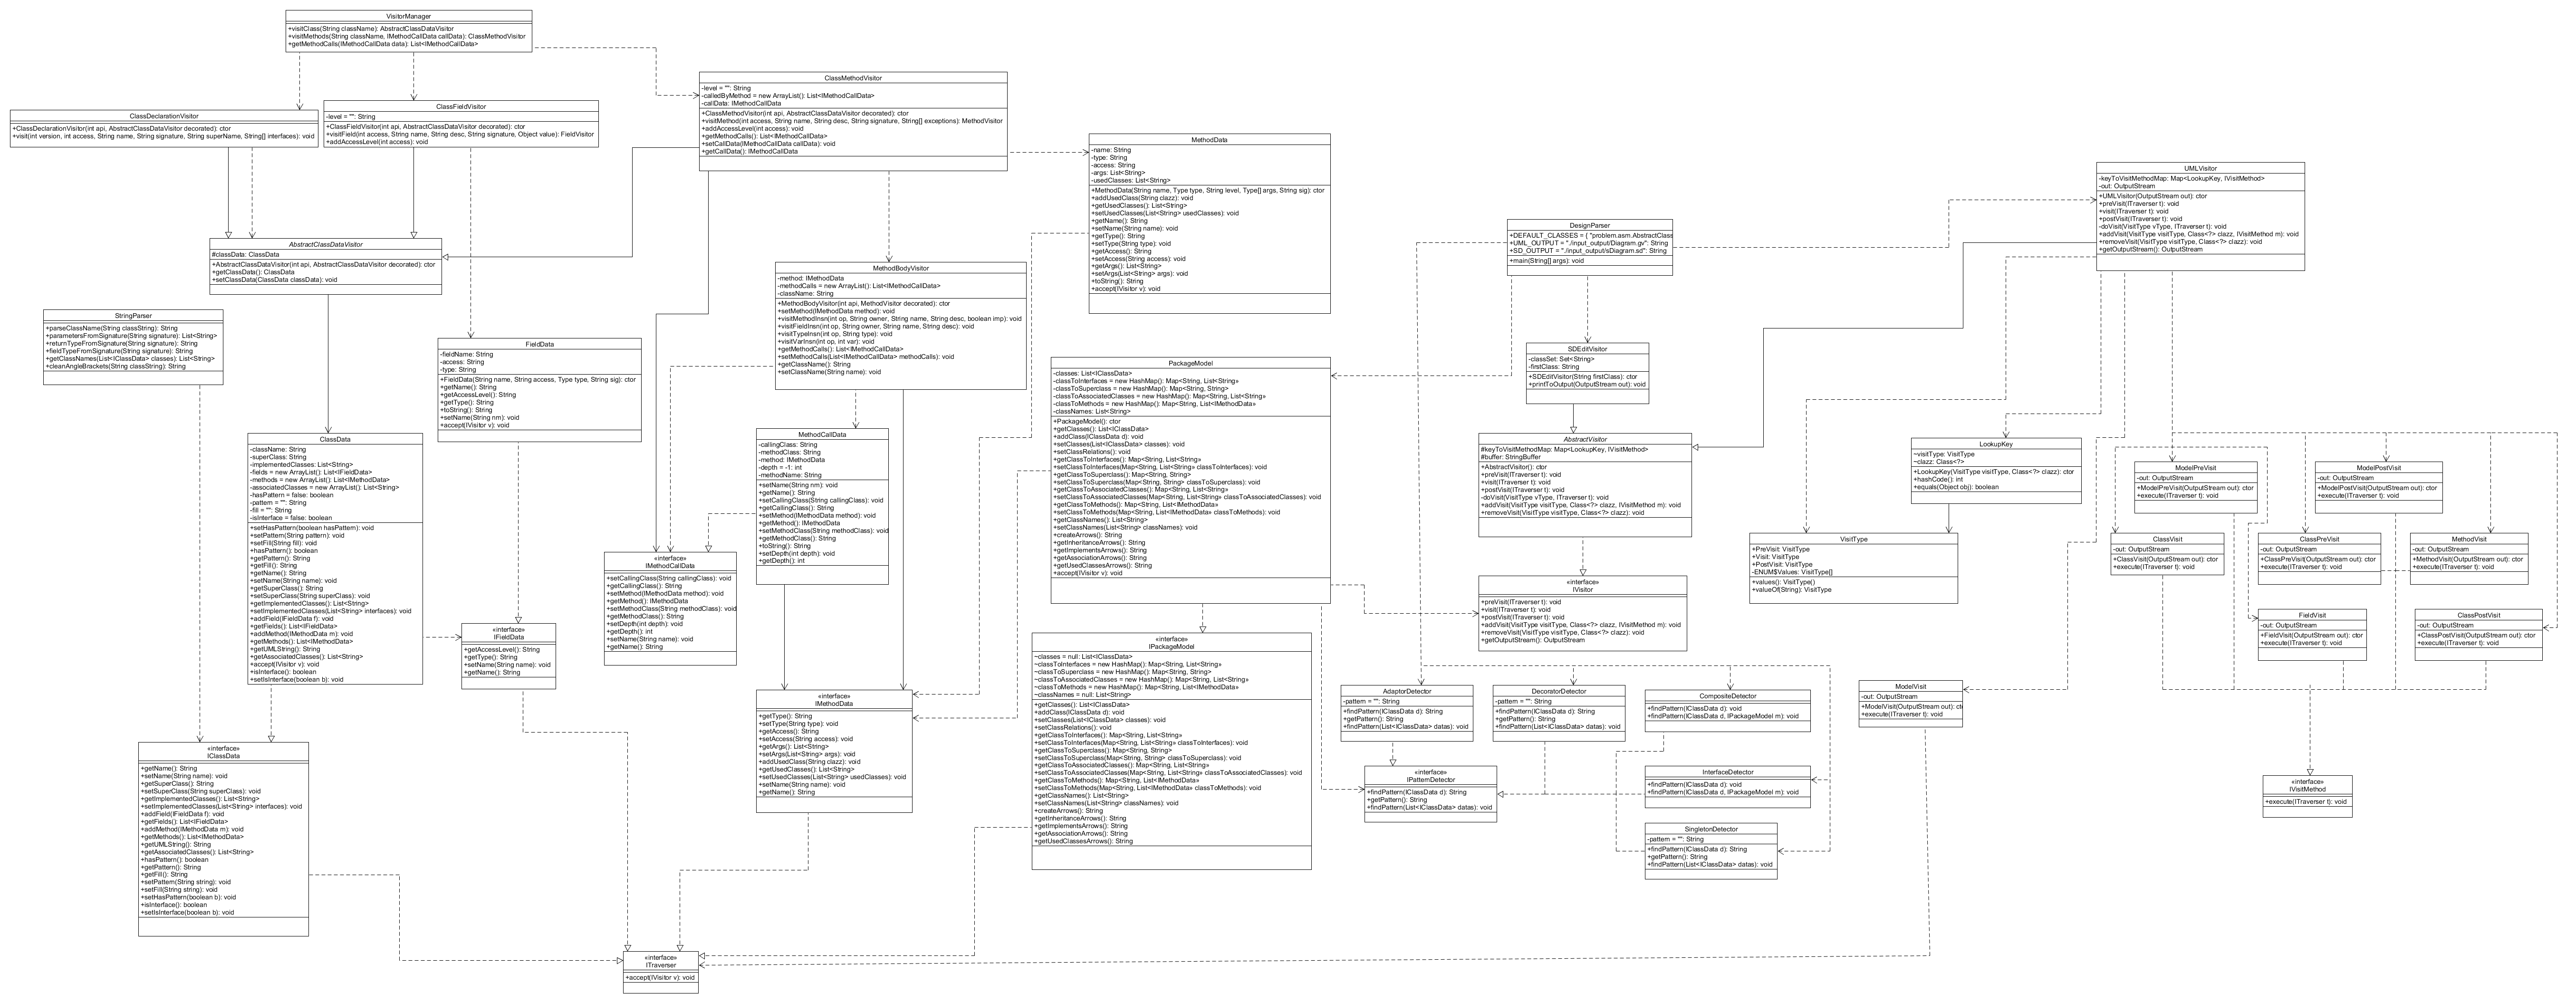 VisitorManager
+visitClass(String className): AbstractClassDataVisitor
+visitMethods(String className, IMethodCallData callData): ClassMethodVisitor
+getMethodCalls(IMethodCallData data): List<IMethodCallData>
ClassDeclarationVisitor
+ClassDeclarationVisitor(int api, AbstractClassDataVisitor decorated): ctor
+visit(int version, int access, String name, String signature, String superName, String[] interfaces): void
ClassFieldVisitor
-level = "": String
+ClassFieldVisitor(int api, AbstractClassDataVisitor decorated): ctor
+visitField(int access, String name, String desc, String signature, Object value): FieldVisitor
+addAccessLevel(int access): void
ClassMethodVisitor
-level = "": String
-calledByMethod = new ArrayList(): List<IMethodCallData>
-callData: IMethodCallData
+ClassMethodVisitor(int api, AbstractClassDataVisitor decorated): ctor
+visitMethod(int access, String name, String desc, String signature, String[] exceptions): MethodVisitor
+addAccessLevel(int access): void
+getMethodCalls(): List<IMethodCallData>
+setCallData(IMethodCallData callData): void
+getCallData(): IMethodCallData
MethodData
-name: String
-type: String
-access: String
-args: List<String>
-usedClasses: List<String>
+MethodData(String name, Type type, String level, Type[] args, String sig): ctor
+addUsedClass(String clazz): void
+getUsedClasses(): List<String>
+setUsedClasses(List<String> usedClasses): void
+getName(): String
+setName(String name): void
+getType(): String
+setType(String type): void
+getAccess(): String
+setAccess(String access): void
+getArgs(): List<String>
+setArgs(List<String> args): void
+toString(): String
+accept(IVisitor v): void
UMLVisitor
-keyToVisitMethodMap: Map<LookupKey, IVisitMethod>
-out: OutputStream
+UMLVisitor(OutputStream out): ctor
+preVisit(ITraverser t): void
+visit(ITraverser t): void
+postVisit(ITraverser t): void
-doVisit(VisitType vType, ITraverser t): void
+addVisit(VisitType visitType, Class<?> clazz, IVisitMethod m): void
+removeVisit(VisitType visitType, Class<?> clazz): void
+getOutputStream(): OutputStream
DesignParser
+DEFAULT_CLASSES = { "problem.asm.AbstractClass
+UML_OUTPUT = "./input_output/Diagram.gv": String
+SD_OUTPUT = "./input_output/sDiagram.sd": String
+main(String[] args): void
AbstractClassDataVisitor
#classData: ClassData
+AbstractClassDataVisitor(int api, AbstractClassDataVisitor decorated): ctor
+getClassData(): ClassData
+setClassData(ClassData classData): void
MethodBodyVisitor
-method: IMethodData
-methodCalls = new ArrayList(): List<IMethodCallData>
-className: String
+MethodBodyVisitor(int api, MethodVisitor decorated): ctor
+setMethod(IMethodData method): void
+visitMethodInsn(int op, String owner, String name, String desc, boolean imp): void
+visitFieldInsn(int op, String owner, String name, String desc): void
+visitTypeInsn(int op, String type): void
+visitVarInsn(int op, int var): void
+getMethodCalls(): List<IMethodCallData>
+setMethodCalls(List<IMethodCallData> methodCalls): void
+getClassName(): String
+setClassName(String name): void
StringParser
+parseClassName(String classString): String
+parametersFromSignature(String signature): List<String>
+returnTypeFromSignature(String signature): String
+fieldTypeFromSignature(String signature): String
+getClassNames(List<IClassData> classes): List<String>
+cleanAngleBrackets(String classString): String
FieldData
-fieldName: String
-access: String
-type: String
+FieldData(String name, String access, Type type, String sig): ctor
+getName(): String
+getAccessLevel(): String
+getType(): String
+toString(): String
+setName(String nm): void
+accept(IVisitor v): void
PackageModel
-classes: List<IClassData>
-classToInterfaces = new HashMap(): Map<String, List<String>>
-classToSuperclass = new HashMap(): Map<String, String>
-classToAssociatedClasses = new HashMap(): Map<String, List<String>>
-classToMethods = new HashMap(): Map<String, List<IMethodData>>
-classNames: List<String>
+PackageModel(): ctor
+getClasses(): List<IClassData>
+addClass(IClassData d): void
+setClasses(List<IClassData> classes): void
+setClassRelations(): void
+getClassToInterfaces(): Map<String, List<String>>
+setClassToInterfaces(Map<String, List<String>> classToInterfaces): void
+getClassToSuperclass(): Map<String, String>
+setClassToSuperclass(Map<String, String> classToSuperclass): void
+getClassToAssociatedClasses(): Map<String, List<String>>
+setClassToAssociatedClasses(Map<String, List<String>> classToAssociatedClasses): void
+getClassToMethods(): Map<String, List<IMethodData>>
+setClassToMethods(Map<String, List<IMethodData>> classToMethods): void
+getClassNames(): List<String>
+setClassNames(List<String> classNames): void
+createArrows(): String
+getInheritanceArrows(): String
+getImplementsArrows(): String
+getAssociationArrows(): String
+getUsedClassesArrows(): String
+accept(IVisitor v): void
SDEditVisitor
-classSet: Set<String>
-firstClass: String
+SDEditVisitor(String firstClass): ctor
+printToOutput(OutputStream out): void
ClassData
-className: String
-superClass: String
-implementedClasses: List<String>
-fields = new ArrayList(): List<IFieldData>
-methods = new ArrayList(): List<IMethodData>
-associatedClasses = new ArrayList(): List<String>
-hasPattern = false: boolean
-pattern = "": String
-fill = "": String
-isInterface = false: boolean
+setHasPattern(boolean hasPattern): void
+setPattern(String pattern): void
+setFill(String fill): void
+hasPattern(): boolean
+getPattern(): String
+getFill(): String
+getName(): String
+setName(String name): void
+getSuperClass(): String
+setSuperClass(String superClass): void
+getImplementedClasses(): List<String>
+setImplementedClasses(List<String> interfaces): void
+addField(IFieldData f): void
+getFields(): List<IFieldData>
+addMethod(IMethodData m): void
+getMethods(): List<IMethodData>
+getUMLString(): String
+getAssociatedClasses(): List<String>
+accept(IVisitor v): void
+isInterface(): boolean
+setIsInterface(boolean b): void
MethodCallData
-callingClass: String
-methodClass: String
-method: IMethodData
-depth = -1: int
-methodName: String
+setName(String nm): void
+getName(): String
+setCallingClass(String callingClass): void
+getCallingClass(): String
+setMethod(IMethodData method): void
+getMethod(): IMethodData
+setMethodClass(String methodClass): void
+getMethodClass(): String
+toString(): String
+setDepth(int depth): void
+getDepth(): int
AbstractVisitor
#keyToVisitMethodMap: Map<LookupKey, IVisitMethod>
#buffer: StringBuffer
+AbstractVisitor(): ctor
+preVisit(ITraverser t): void
+visit(ITraverser t): void
+postVisit(ITraverser t): void
-doVisit(VisitType vType, ITraverser t): void
+addVisit(VisitType visitType, Class<?> clazz, IVisitMethod m): void
+removeVisit(VisitType visitType, Class<?> clazz): void
LookupKey
~visitType: VisitType
~clazz: Class<?>
+LookupKey(VisitType visitType, Class<?> clazz): ctor
+hashCode(): int
+equals(Object obj): boolean
ModelPreVisit
-out: OutputStream
+ModelPreVisit(OutputStream out): ctor
+execute(ITraverser t): void
ModelPostVisit
-out: OutputStream
+ModelPostVisit(OutputStream out): ctor
+execute(ITraverser t): void
VisitType
+PreVisit: VisitType
+Visit: VisitType
+PostVisit: VisitType
-ENUM$Values: VisitType[]
+values(): VisitType()
+valueOf(String): VisitType
ClassVisit
-out: OutputStream
+ClassVisit(OutputStream out): ctor
+execute(ITraverser t): void
ClassPreVisit
-out: OutputStream
+ClassPreVisit(OutputStream out): ctor
+execute(ITraverser t): void
MethodVisit
-out: OutputStream
+MethodVisit(OutputStream out): ctor
+execute(ITraverser t): void
«interface»
IMethodCallData
+setCallingClass(String callingClass): void
+getCallingClass(): String
+setMethod(IMethodData method): void
+getMethod(): IMethodData
+setMethodClass(String methodClass): void
+getMethodClass(): String
+setDepth(int depth): void
+getDepth(): int
+setName(String name): void
+getName(): String
«interface»
IVisitor
+preVisit(ITraverser t): void
+visit(ITraverser t): void
+postVisit(ITraverser t): void
+addVisit(VisitType visitType, Class<?> clazz, IVisitMethod m): void
+removeVisit(VisitType visitType, Class<?> clazz): void
+getOutputStream(): OutputStream
FieldVisit
-out: OutputStream
+FieldVisit(OutputStream out): ctor
+execute(ITraverser t): void
ClassPostVisit
-out: OutputStream
+ClassPostVisit(OutputStream out): ctor
+execute(ITraverser t): void
«interface»
IFieldData
+getAccessLevel(): String
+getType(): String
+setName(String name): void
+getName(): String
«interface»
IPackageModel
~classes = null: List<IClassData>
~classToInterfaces = new HashMap(): Map<String, List<String>>
~classToSuperclass = new HashMap(): Map<String, String>
~classToAssociatedClasses = new HashMap(): Map<String, List<String>>
~classToMethods = new HashMap(): Map<String, List<IMethodData>>
~classNames = null: List<String>
+getClasses(): List<IClassData>
+addClass(IClassData d): void
+setClasses(List<IClassData> classes): void
+setClassRelations(): void
+getClassToInterfaces(): Map<String, List<String>>
+setClassToInterfaces(Map<String, List<String>> classToInterfaces): void
+getClassToSuperclass(): Map<String, String>
+setClassToSuperclass(Map<String, String> classToSuperclass): void
+getClassToAssociatedClasses(): Map<String, List<String>>
+setClassToAssociatedClasses(Map<String, List<String>> classToAssociatedClasses): void
+getClassToMethods(): Map<String, List<IMethodData>>
+setClassToMethods(Map<String, List<IMethodData>> classToMethods): void
+getClassNames(): List<String>
+setClassNames(List<String> classNames): void
+createArrows(): String
+getInheritanceArrows(): String
+getImplementsArrows(): String
+getAssociationArrows(): String
+getUsedClassesArrows(): String
«interface»
IMethodData
+getType(): String
+setType(String type): void
+getAccess(): String
+setAccess(String access): void
+getArgs(): List<String>
+setArgs(List<String> args): void
+addUsedClass(String clazz): void
+getUsedClasses(): List<String>
+setUsedClasses(List<String> usedClasses): void
+setName(String name): void
+getName(): String
AdaptorDetector
-pattern = "": String
+findPattern(IClassData d): String
+getPattern(): String
+findPattern(List<IClassData> datas): void
DecoratorDetector
-pattern = "": String
+findPattern(IClassData d): String
+getPattern(): String
+findPattern(List<IClassData> datas): void
CompositeDetector
+findPattern(IClassData d): void
+findPattern(IClassData d, IPackageModel m): void
ModelVisit
-out: OutputStream
+ModelVisit(OutputStream out): ct
+execute(ITraverser t): void
«interface»
IClassData
+getName(): String
+setName(String name): void
+getSuperClass(): String
+setSuperClass(String superClass): void
+getImplementedClasses(): List<String>
+setImplementedClasses(List<String> interfaces): void
+addField(IFieldData f): void
+getFields(): List<IFieldData>
+addMethod(IMethodData m): void
+getMethods(): List<IMethodData>
+getUMLString(): String
+getAssociatedClasses(): List<String>
+hasPattern(): boolean
+getPattern(): String
+getFill(): String
+setPattern(String string): void
+setFill(String string): void
+setHasPattern(boolean b): void
+isInterface(): boolean
+setIsInterface(boolean b): void
«interface»
IPatternDetector
+findPattern(IClassData d): String
+getPattern(): String
+findPattern(List<IClassData> datas): void
InterfaceDetector
+findPattern(IClassData d): void
+findPattern(IClassData d, IPackageModel m): void
SingletonDetector
-pattern = "": String
+findPattern(IClassData d): String
+getPattern(): String
+findPattern(List<IClassData> datas): void
«interface»
IVisitMethod
+execute(ITraverser t): void
«interface»
ITraverser
+accept(IVisitor v): void